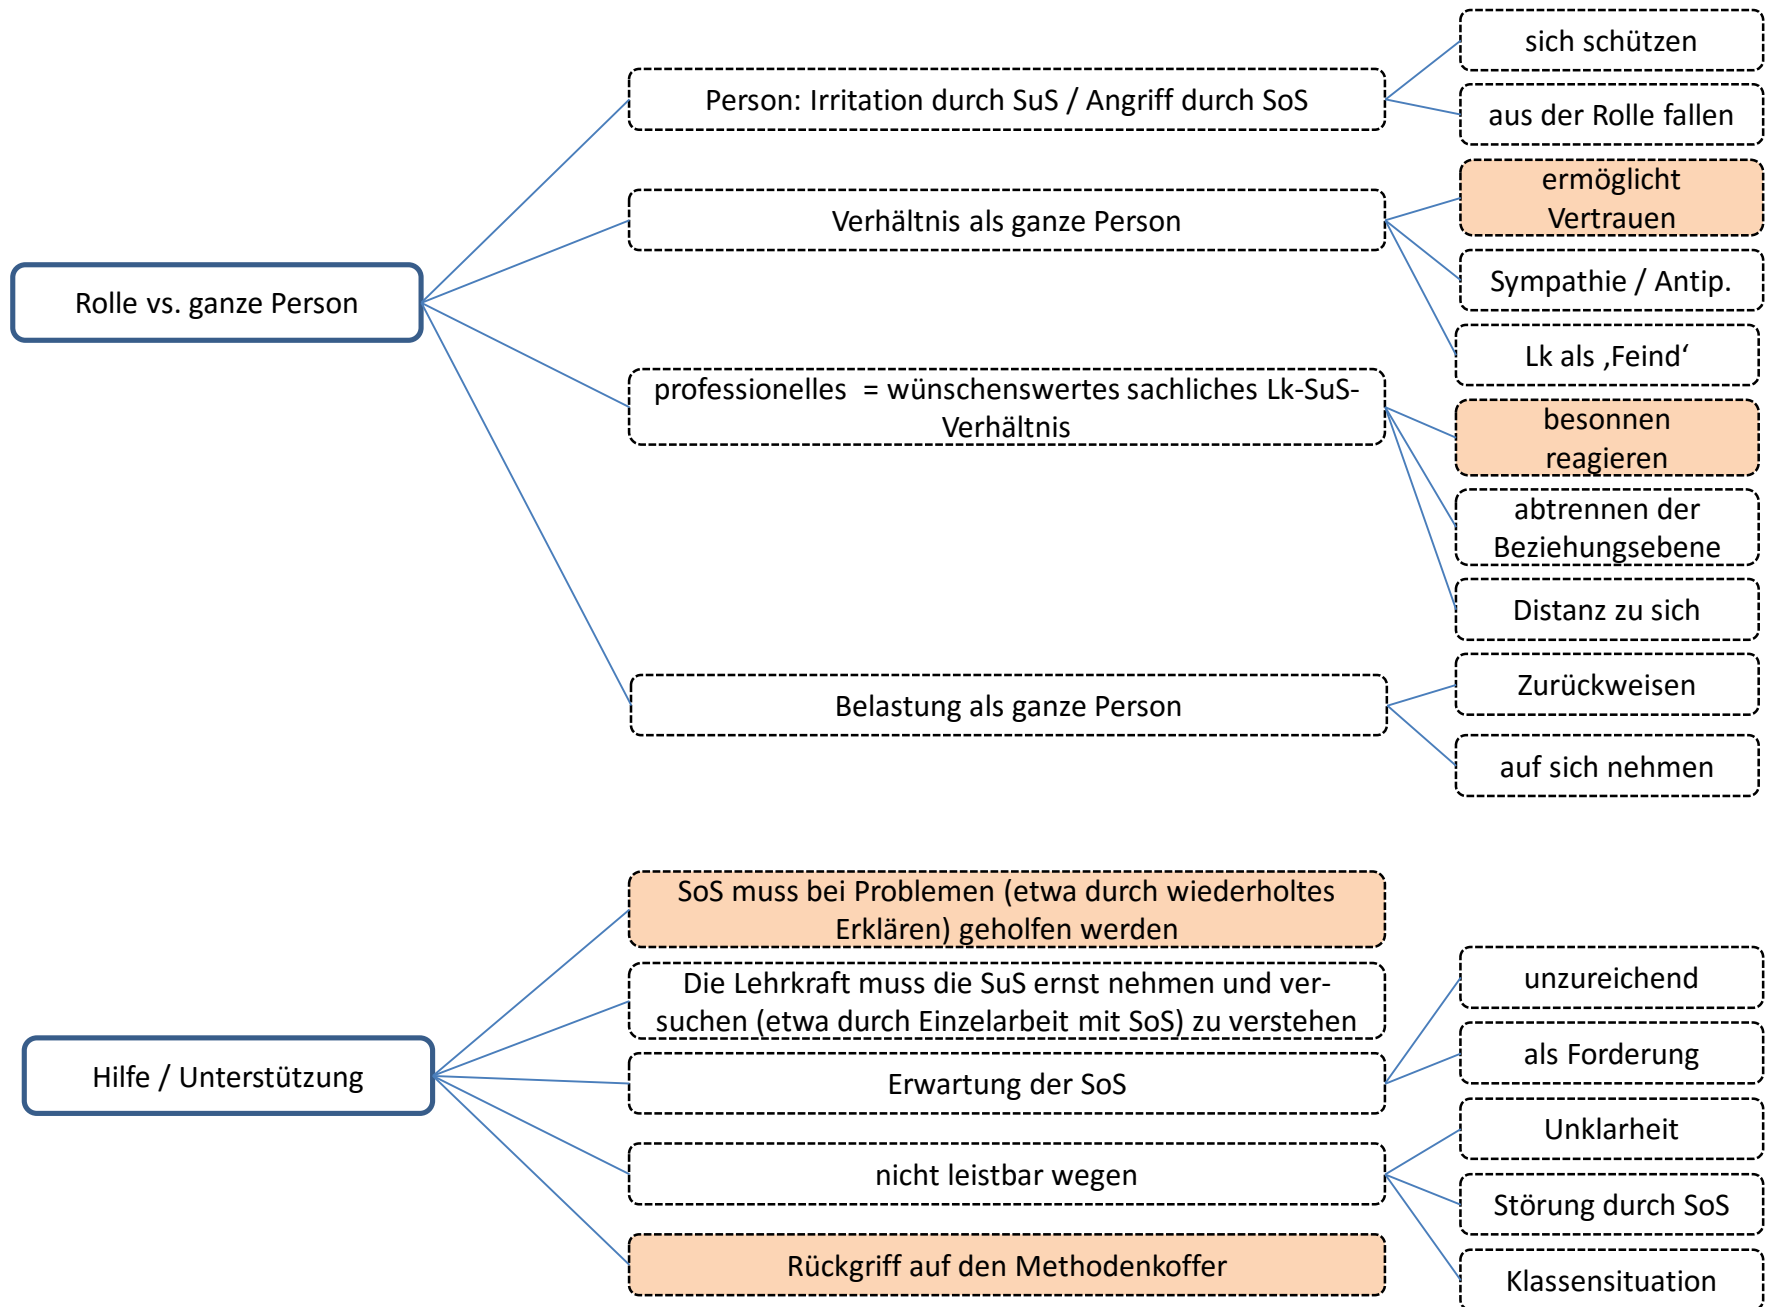 sich schützen
Person: Irritation durch SuS / Angriff durch SoS
aus der Rolle fallen
ermöglicht
Vertrauen
Verhältnis als ganze Person
Sympathie / Antip.
Rolle vs. ganze Person
Lk als ‚Feind‘
professionelles  = wünschenswertes sachliches Lk-SuS-
Verhältnis
besonnen
reagieren
abtrennen der
Beziehungsebene
Distanz zu sich
Zurückweisen
Belastung als ganze Person
auf sich nehmen
SoS muss bei Problemen (etwa durch wiederholtes
Erklären) geholfen werden
Die Lehrkraft muss die SuS ernst nehmen und ver-
suchen (etwa durch Einzelarbeit mit SoS) zu verstehen
unzureichend
als Forderung
Hilfe / Unterstützung
Erwartung der SoS
Unklarheit
nicht leistbar wegen
Störung durch SoS
Rückgriff auf den Methodenkoffer
Klassensituation